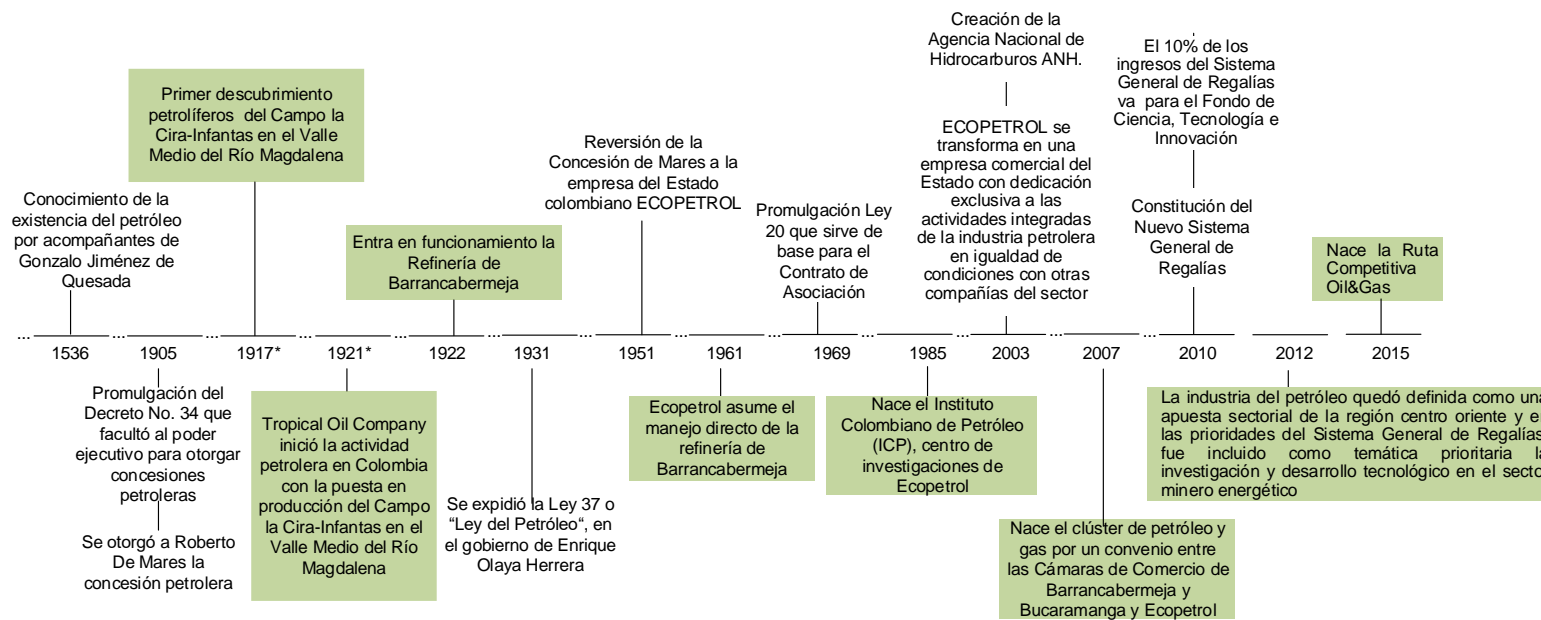 Conocimiento de la
existencia del petróleo
por acompañantes de
Gonzalo Jiménez de
Quesada
Primer descubrimiento
petrolíferos del Campo la
Cira-Infantas en el Valle
Medio del Río Magdalena
Entra en funcionamiento la
Refinería de
Barrancabermeja
Reversión de la
Concesión de Mares a la
empresa del Estado
colombiano ECOPETROL
Promulgación Ley
20 que sirve de
base para el
Contrato de
Asociación
Creación de la
Agencia Nacional de
Hidrocarburos ANH.
ECOPETROL se
transforma en una
empresa comercial del
Estado con dedicación
exclusiva a las
actividades integradas
de la industria petrolera
en igualdad de
condiciones con otras
compañías del sector
El 10% de los
ingresos del Sistema
General de Regalías
va para el Fondo de
Ciencia, Tecnología e
Innovación
Constitución del
Nuevo Sistema
General de
Regalías
Nace la Ruta
Competitiva
Oil&Gas
... ... ... ... ... ... ... ... ... ... ... ... ... ...
1536 1905 1917* 1921* 1922 1931 1951 1961 1969 1985 2003 2007 2010 2012 2015
Promulgación del
Decreto No. 34 que
facultó al poder
ejecutivo para otorgar
concesiones
petroleras
Se otorgó a Roberto
De Mares la
concesión petrolera
Tropical Oil Company
inició la actividad
petrolera en Colombia
con la puesta en
producción del Campo
la Cira-Infantas en el
Valle Medio del Río
Magdalena
Se expidió la Ley 37 o
“Ley del Petróleo“, en
el gobierno de Enrique
Olaya Herrera
Ecopetrol asume el
manejo directo de la
refinería de
Barrancabermeja
Nace el Instituto
Colombiano de Petróleo
(ICP), centro de
investigaciones de
Ecopetrol
Nace el clúster de petróleo y
gas por un convenio entre
las Cámaras de Comercio de
Barrancabermeja y
Bucaramanga y Ecopetrol
La industria del petróleo quedó definida como una
apuesta sectorial de la región centro oriente y
las prioridades del Sistema General de Regalías
fue incluido como temática prioritaria
investigación y desarrollo tecnológico en el
minero energético